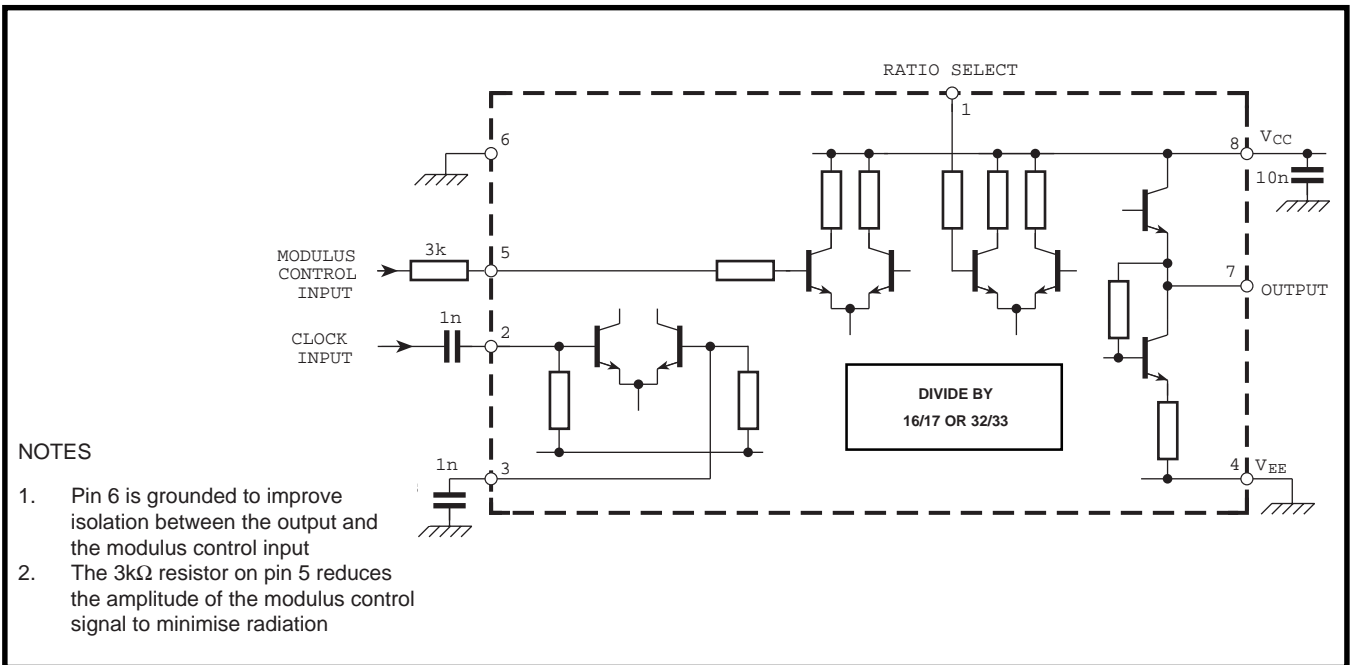 RATIO SELECT
1
6
8
VCC
10n
MODULUS
CONTROL
INPUT
3k
5
7
OUTPUT
CLOCK
INPUT
1n
2
DIVIDE BY
16/17 OR 32/33
1n
3
4
VEE
NOTES
1. Pin 6 is grounded to improve
isolation between the output and
the modulus control input
2. The 3kΩ resistor on pin 5 reduces
the amplitude of the modulus control
signal to minimise radiation